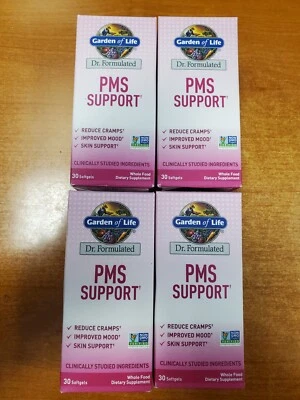 Garden of Life
Dr. Formulated
PMS
SUPPORT†
✓ REDUCE CRAMPS†
✓ IMPROVED MOOD†
✓ SKIN SUPPORT†
CLINICALLY STUDIED INGREDIENTS
30 Softgels
Whole Food
Dietary Supplement
Garden of Life
Dr. Formulated
PMS
SUPPORT†
✓ REDUCE CRAMPS†
✓ IMPROVED MOOD†
✓ SKIN SUPPORT†
CLINICALLY STUDIED INGREDIENTS
30 Softgels
Whole Food
Dietary Supplement
Garden of Life
Dr. Formulated
PMS
SUPPORT†
✓ REDUCE CRAMPS†
✓ IMPROVED MOOD†
✓ SKIN SUPPORT†
CLINICALLY STUDIED INGREDIENTS
30 Softgels
Whole Food
Dietary Supplement
Garden of Life
Dr. Formulated
PMS
SUPPORT†
✓ REDUCE CRAMPS†
✓ IMPROVED MOOD†
✓ SKIN SUPPORT†
CLINICALLY STUDIED INGREDIENTS
30 Softgels
Whole Food
Dietary Supplement